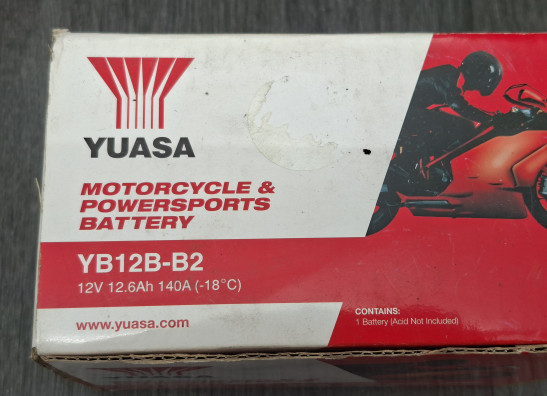 YUASA
MOTORCYCLE &
POWERSPORTS
BATTERY
YB12B-B2
12V 12.6Ah 140A (-18°C)
www.yuasa.com
CONTAINS:
1 Battery (Acid Not Included)